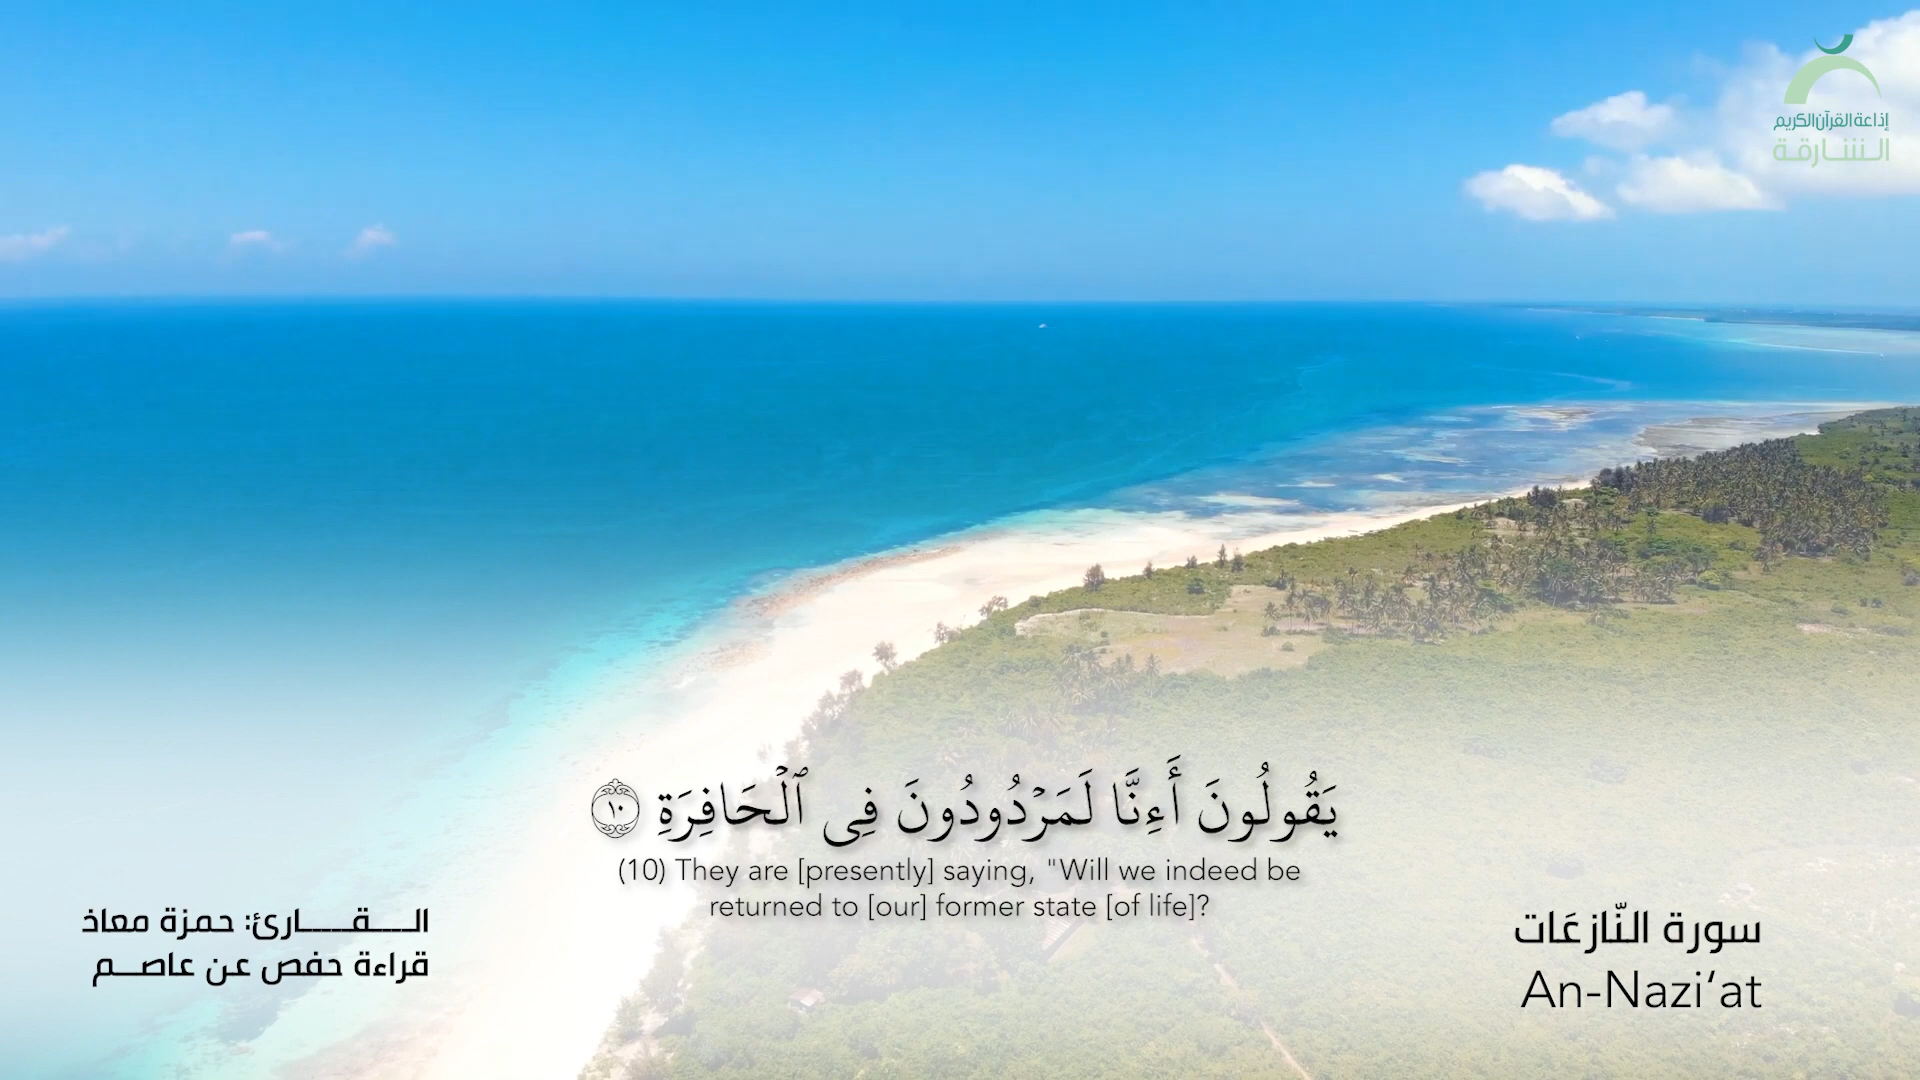 إذاعة القرآن الكريم
الشارقة
يَقُولُونَ أَءِنَّا لَمَرۡدُودُونَ فِى ٱلۡحَافِرَةِ ١٠
(10) They are [presently] saying, "Will we indeed be
returned to [our] former state [of life]?
الـــقـــارئ: حمزة معاذ
قراءة حفص عن عاصــم
سورة النّازعَات
An-Nazi‘at